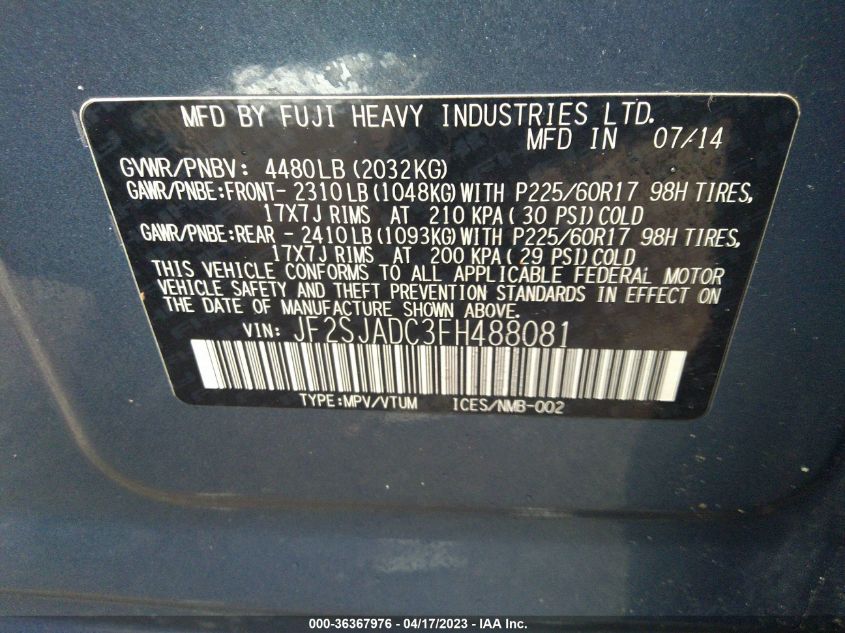 MFD BY FUJI HEAVY INDUSTRIES LTD.
MFD IN 07/14
GVWR/PNBV: 4480LB (2032KG)
GAWR/PNBE:FRONT- 2310LB (1048KG) WITH P225/60R17 98H TIRES,
17X7J RIMS AT 210 KPA ( 30 PSI) COLD
GAWR/PNBE:REAR - 2410LB (1093KG) WITH P225/60R17 98H TIRES,
17X7J RIMS AT 200 KPA ( 29 PSI) COLD
THIS VEHICLE CONFORMS TO ALL APPLICABLE FEDERAL MOTOR
VEHICLE SAFETY AND THEFT PREVENTION STANDARDS IN EFFECT ON
THE DATE OF MANUFACTURE SHOWN ABOVE.
VIN: JF2SJADC3FH488081
TYPE:MPV/VTUM ICES/NMB-002
000-36367976 - 04/17/2023 - IAA Inc.